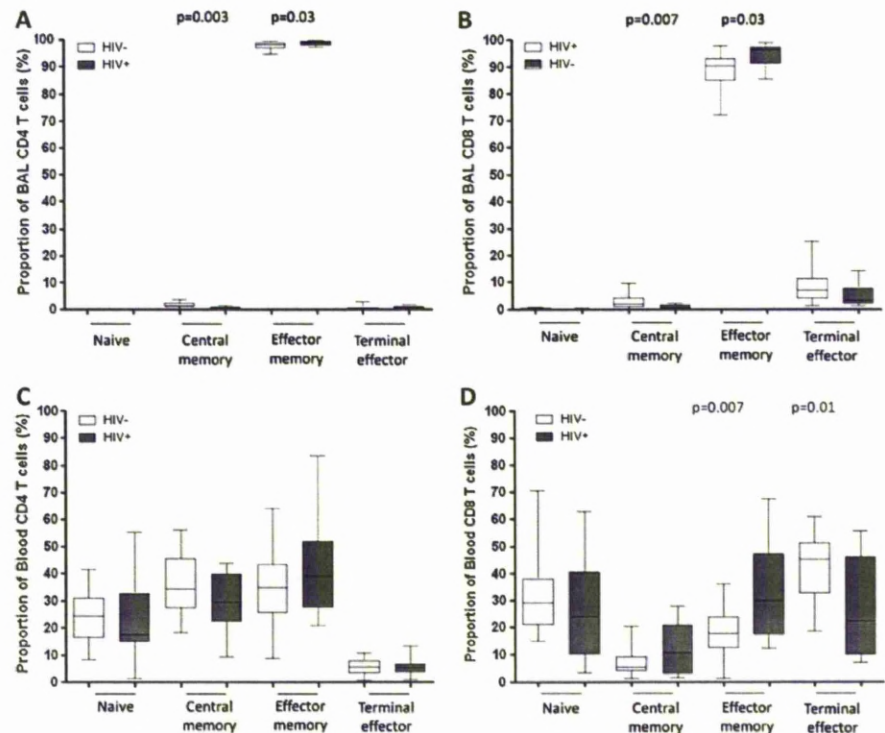 A
p=0.003 p=0.03
Proportion of BAL CD4 T cells (%)
100
90
80
70
60
50
40
30
20
10
0
HIV-
HIV+
Naive Central memory Effector memory Terminal effector
B
p=0.007 p=0.03
Proportion of BAL CD8 T cells (%)
100
90
80
70
60
50
40
30
20
10
0
HIV+
HIV-
Naive Central memory Effector memory Terminal effector
C
Proportion of Blood CD4 T cells (%)
100
90
80
70
60
50
40
30
20
10
0
HIV-
HIV+
Naive Central memory Effector memory Terminal effector
D
p=0.007 p=0.01
Proportion of Blood CD8 T cells (%)
100
90
80
70
60
50
40
30
20
10
0
HIV-
HIV+
Naive Central memory Effector memory Terminal effector